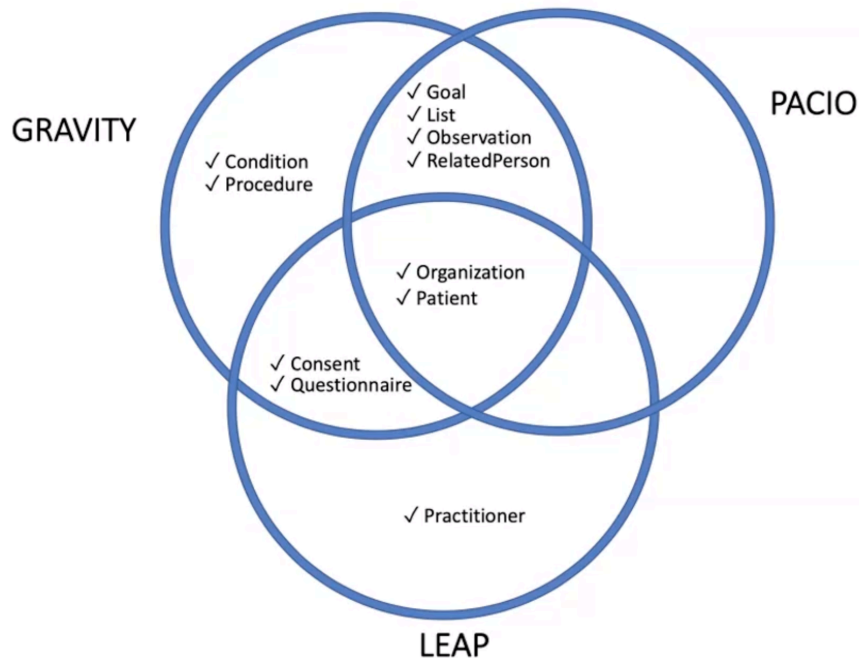 GRAVITY
PACIO
✓ Goal
✓ List
✓ Observation
✓ RelatedPerson
✓ Condition
✓ Procedure
✓ Organization
✓ Patient
✓ Consent
✓ Questionnaire
✓ Practitioner
LEAP